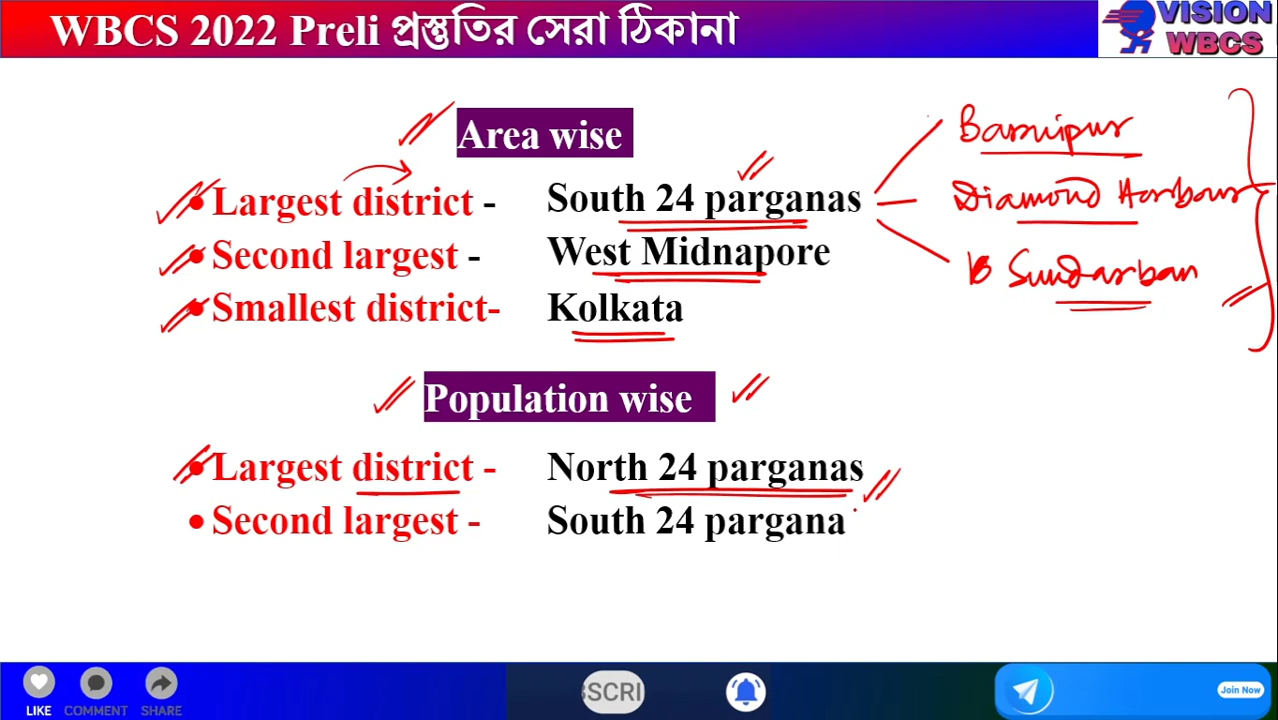 WBCS 2022 Preli প্রস্তুতির সেরা ঠিকানা
VISION
WBCS
Area wise
Largest district - South 24 parganas
Second largest - West Midnapore
Smallest district- Kolkata
Baruipur
Diamond Harbour
Sundarban
Population wise
Largest district - North 24 parganas
Second largest - South 24 pargana
LIKE COMMENT SHARE
SCRI
Join Now